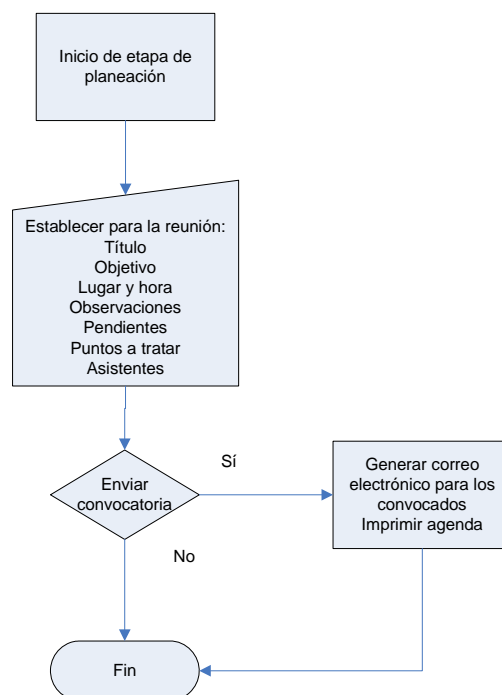 Inicio de etapa de
planeación
Establecer para la reunión:
Título
Objetivo
Lugar y hora
Observaciones
Pendientes
Puntos a tratar
Asistentes
Enviar
convocatoria
Sí
Generar correo
electrónico para los
convocados
Imprimir agenda
No
Fin